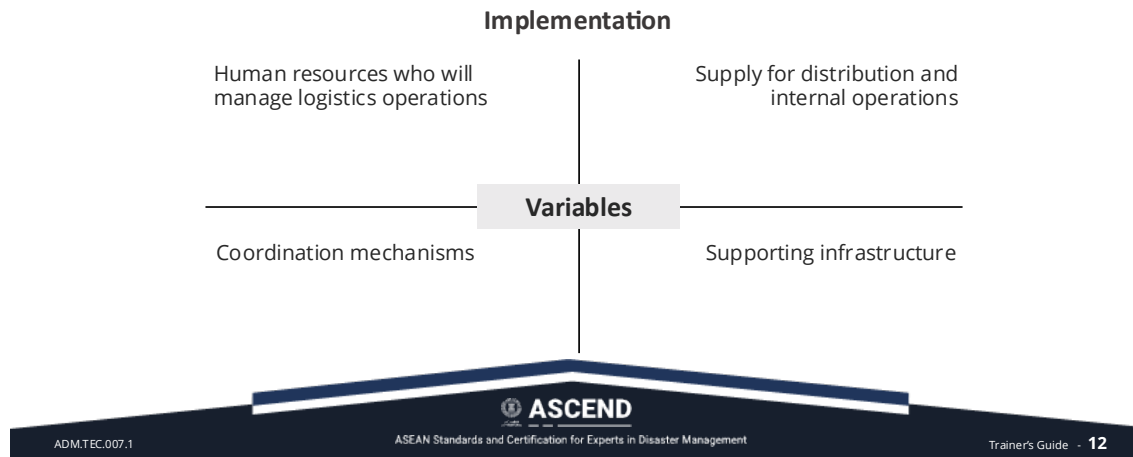 Implementation
Human resources who will
manage logistics operations
Supply for distribution and
internal operations
Variables
Coordination mechanisms
Supporting infrastructure
ASCEND
ADM.TEC.007.1
ASEAN Standards and Certification for Experts in Disaster Management
Trainer's Guide - 12